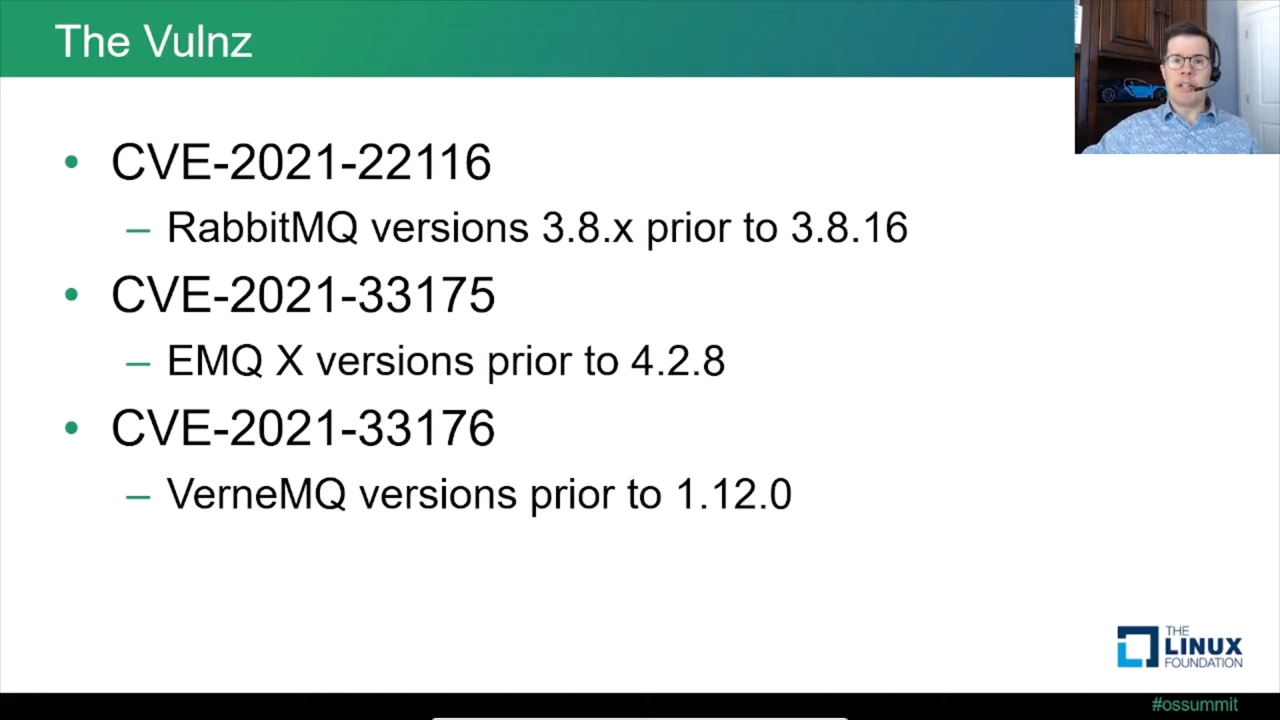 The Vulnz
• CVE-2021-22116
– RabbitMQ versions 3.8.x prior to 3.8.16
• CVE-2021-33175
– EMQ X versions prior to 4.2.8
• CVE-2021-33176
– VerneMQ versions prior to 1.12.0
THE
LINUX
FOUNDATION
#ossummit